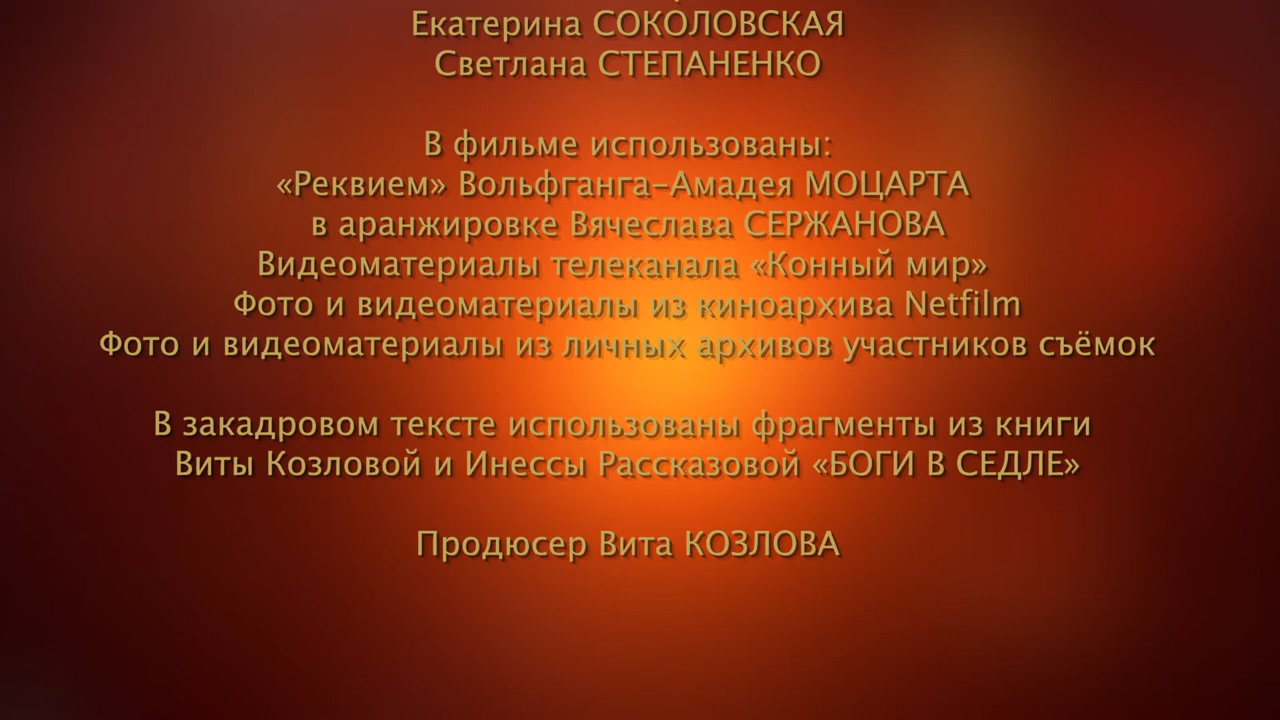 Екатерина СОКОЛОВСКАЯ
Светлана СТЕПАНЕНКО
В фильме использованы:
«Реквием» Вольфганга-Амадея МОЦАРТА
в аранжировке Вячеслава СЕРЖАНОВА
Видеоматериалы телеканала «Конный мир»
Фото и видеоматериалы из киноархива Netfilm
Фото и видеоматериалы из личных архивов участников съёмок
В закадровом тексте использованы фрагменты из книги
Виты Козловой и Инессы Рассказовой «БОГИ В СЕДЛЕ»
Продюсер Вита КОЗЛОВА